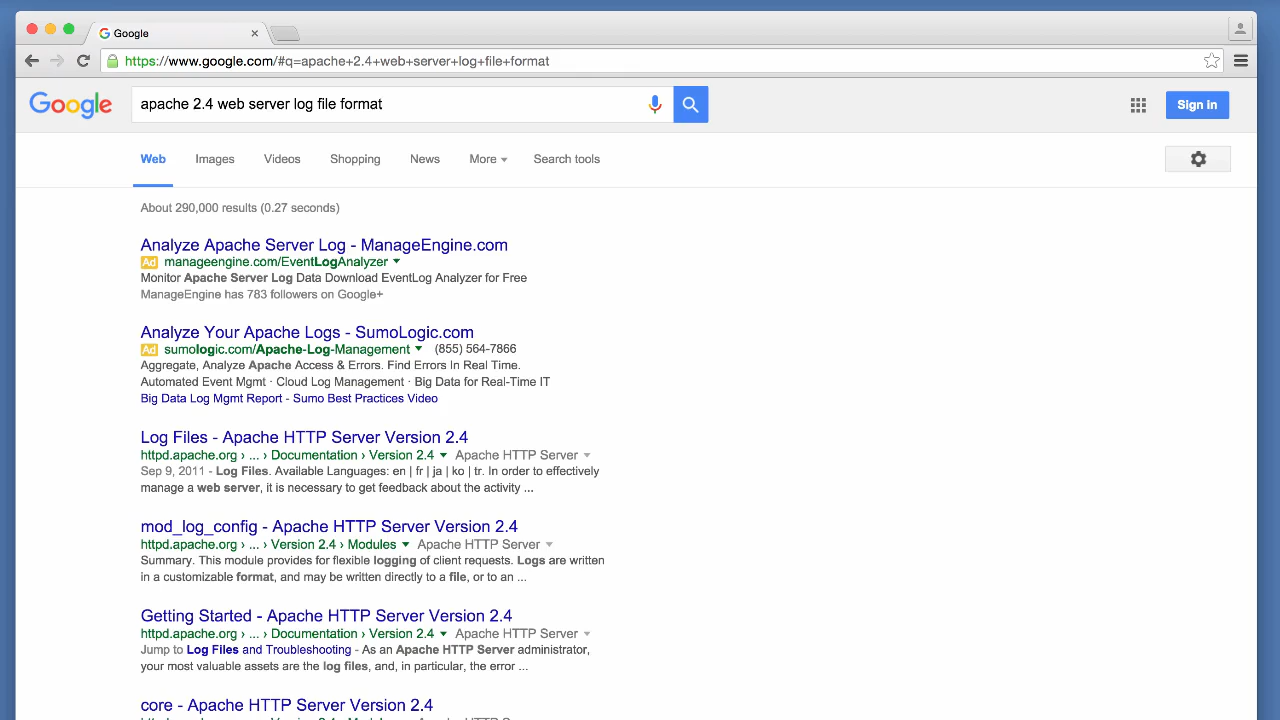 Google
https://www.google.com/#q=apache+2.4+web+server+log+file+format
Google
apache 2.4 web server log file format
Sign in
Web Images Videos Shopping News More Search tools
About 290,000 results (0.27 seconds)
Analyze Apache Server Log - ManageEngine.com
Ad manageengine.com/EventLogAnalyzer
Monitor Apache Server Log Data Download EventLog Analyzer for Free
ManageEngine has 783 followers on Google+
Analyze Your Apache Logs - SumoLogic.com
Ad sumologic.com/Apache-Log-Management (855) 564-7866
Aggregate, Analyze Apache Access & Errors. Find Errors In Real Time.
Automated Event Mgmt · Cloud Log Management · Big Data for Real-Time IT
Big Data Log Mgmt Report - Sumo Best Practices Video
Log Files - Apache HTTP Server Version 2.4
httpd.apache.org › ... › Documentation › Version 2.4 Apache HTTP Server
Sep 9, 2011 - Log Files. Available Languages: en | fr | ja | ko | tr. In order to effectively
manage a web server, it is necessary to get feedback about the activity ...
mod_log_config - Apache HTTP Server Version 2.4
httpd.apache.org › ... › Version 2.4 › Modules Apache HTTP Server
Summary. This module provides for flexible logging of client requests. Logs are written
in a customizable format, and may be written directly to a file, or to an ...
Getting Started - Apache HTTP Server Version 2.4
httpd.apache.org › ... › Documentation › Version 2.4 Apache HTTP Server
Jump to Log Files and Troubleshooting - As an Apache HTTP Server administrator,
your most valuable assets are the log files, and, in particular, the error ...
core - Apache HTTP Server Version 2.4